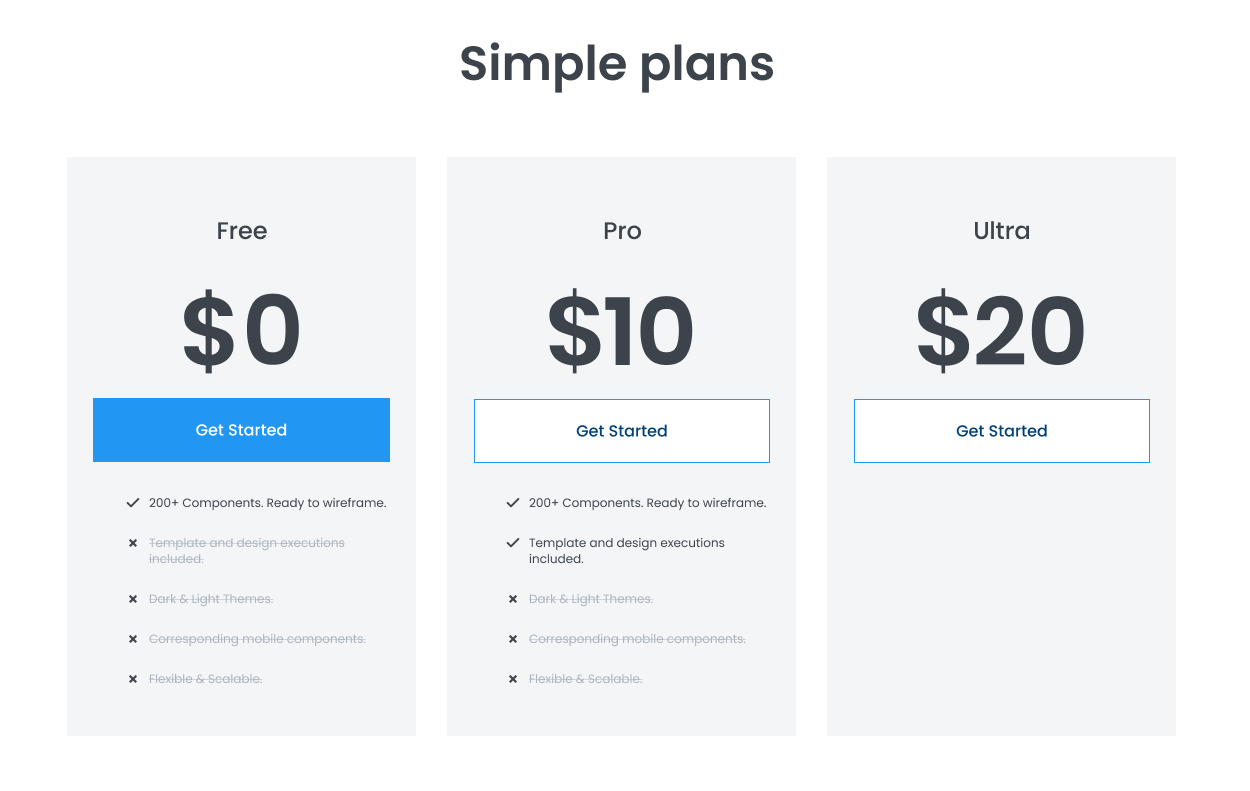 Simple plans
Free
$0
Get Started
200+ Components. Ready to wireframe.
Template and design executions
included.
Dark & Light Themes.
Corresponding mobile components.
Flexible & Scalable.
Pro
$10
Get Started
200+ Components. Ready to wireframe.
Template and design executions
included.
Dark & Light Themes.
Corresponding mobile components.
Flexible & Scalable.
Ultra
$20
Get Started